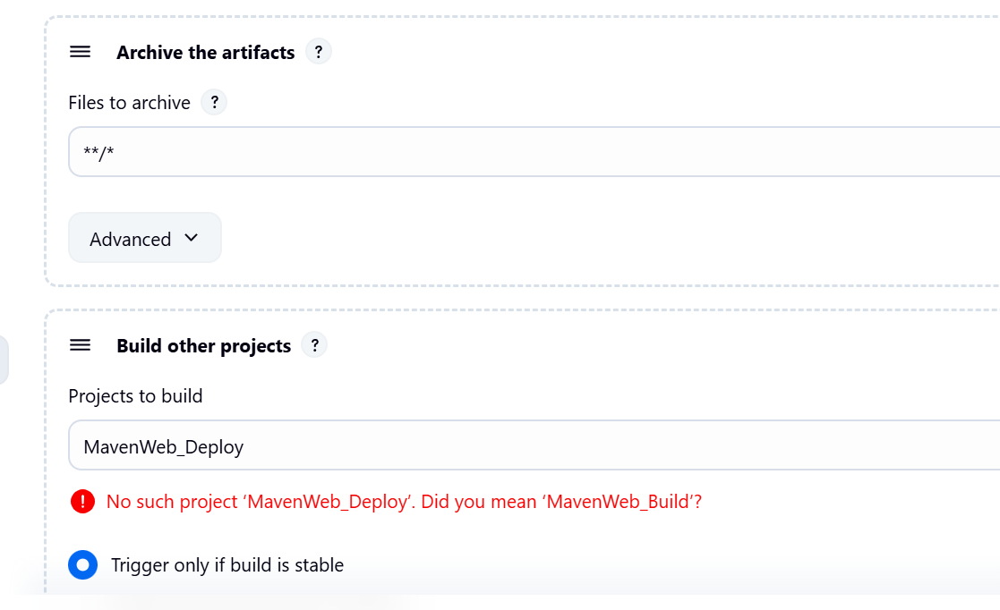 Archive the artifacts ?
Files to archive ?
**/*
Advanced
Build other projects ?
Projects to build
MavenWeb_Deploy
No such project ‘MavenWeb_Deploy’. Did you mean ‘MavenWeb_Build’?
Trigger only if build is stable